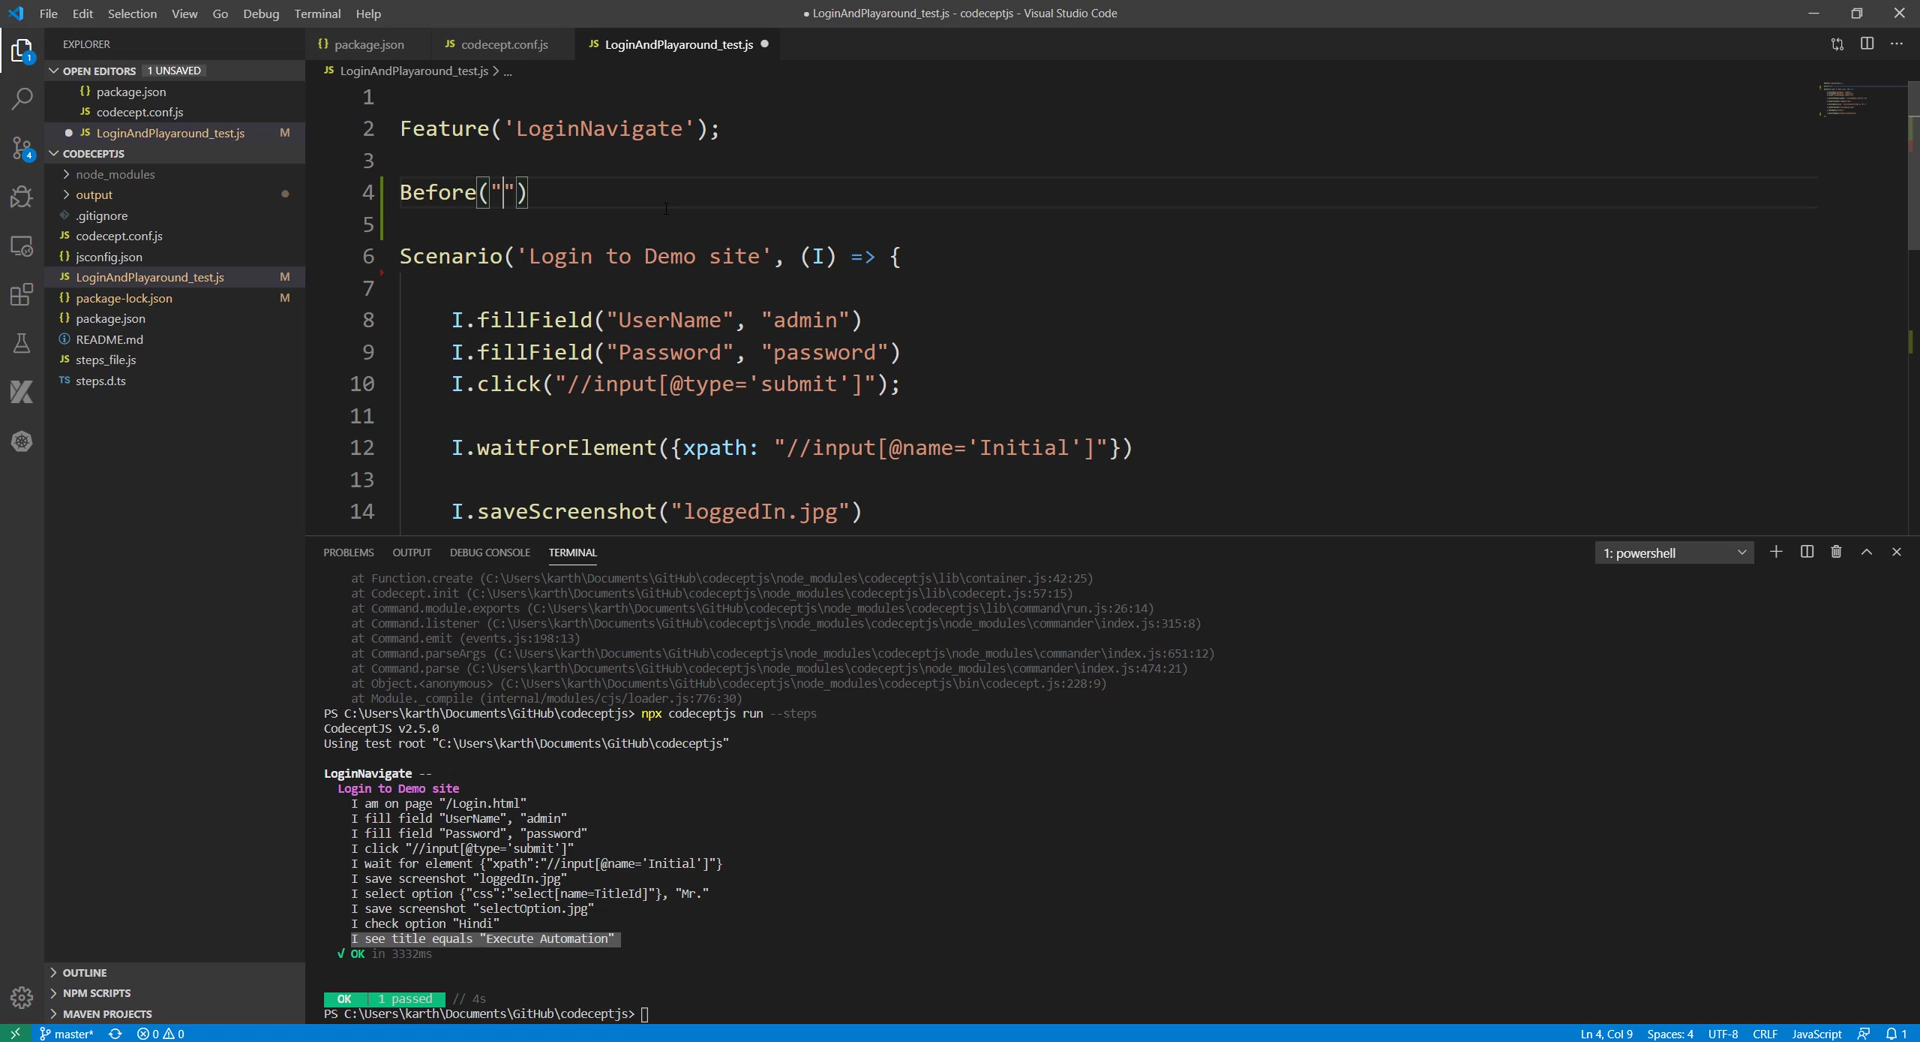 File Edit Selection View Go Debug Terminal Help
● LoginAndPlayaround_test.js - codeceptjs - Visual Studio Code
EXPLORER
OPEN EDITORS 1 UNSAVED
{} package.json
JS codecept.conf.js
● JS LoginAndPlayaround_test.js M
CODECEPTJS
node_modules
output
.gitignore
JS codecept.conf.js
{} jsconfig.json
JS LoginAndPlayaround_test.js M
{} package-lock.json M
{} package.json
README.md
JS steps_file.js
TS steps.d.ts
OUTLINE
NPM SCRIPTS
MAVEN PROJECTS
1
4
{} package.json JS codecept.conf.js JS LoginAndPlayaround_test.js ●
JS LoginAndPlayaround_test.js > ...
1
2 Feature('LoginNavigate');
3
4 Before("")
5
6 Scenario('Login to Demo site', (I) => {
7
8 I.fillField("UserName", "admin")
9 I.fillField("Password", "password")
10 I.click("//input[@type='submit']");
11
12 I.waitForElement({xpath: "//input[@name='Initial']"})
13
14 I.saveScreenshot("loggedIn.jpg")
PROBLEMS OUTPUT DEBUG CONSOLE TERMINAL 1: powershell
at Function.create (C:\Users\karth\Documents\GitHub\codeceptjs\node_modules\codeceptjs\lib\container.js:42:25)
at Codecept.init (C:\Users\karth\Documents\GitHub\codeceptjs\node_modules\codeceptjs\lib\codecept.js:57:15)
at Command.module.exports (C:\Users\karth\Documents\GitHub\codeceptjs\node_modules\codeceptjs\lib\command\run.js:26:14)
at Command.listener (C:\Users\karth\Documents\GitHub\codeceptjs\node_modules\codeceptjs\node_modules\commander\index.js:315:8)
at Command.emit (events.js:198:13)
at Command.parseArgs (C:\Users\karth\Documents\GitHub\codeceptjs\node_modules\codeceptjs\node_modules\commander\index.js:651:12)
at Command.parse (C:\Users\karth\Documents\GitHub\codeceptjs\node_modules\codeceptjs\node_modules\commander\index.js:474:21)
at Object.<anonymous> (C:\Users\karth\Documents\GitHub\codeceptjs\node_modules\codeceptjs\bin\codecept.js:228:9)
at Module._compile (internal/modules/cjs/loader.js:776:30)
PS C:\Users\karth\Documents\GitHub\codeceptjs> npx codeceptjs run --steps
CodeceptJS v2.5.0
Using test root "C:\Users\karth\Documents\GitHub\codeceptjs"
LoginNavigate --
Login to Demo site
I am on page "/Login.html"
I fill field "UserName", "admin"
I fill field "Password", "password"
I click "//input[@type='submit']"
I wait for element {"xpath":"//input[@name='Initial']"}
I save screenshot "loggedIn.jpg"
I select option {"css":"select[name=TitleId]"}, "Mr."
I save screenshot "selectOption.jpg"
I check option "Hindi"
I see title equals "Execute Automation"
√ OK in 3332ms
OK | 1 passed // 4s
PS C:\Users\karth\Documents\GitHub\codeceptjs>
master* 0 0 Ln 4, Col 9 Spaces: 4 UTF-8 CRLF JavaScript 1